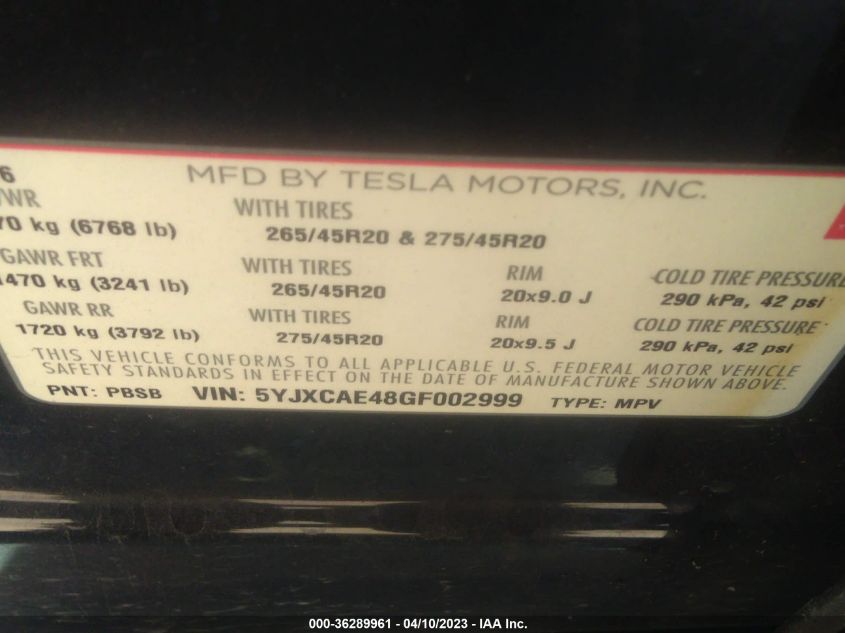 6 MFD BY TESLA MOTORS, INC.
VWR WITH TIRES
70 kg (6768 lb) 265/45R20 & 275/45R20
GAWR FRT WITH TIRES RIM COLD TIRE PRESSURE
1470 kg (3241 lb) 265/45R20 20x9.0 J 290 kPa, 42 psi
GAWR RR WITH TIRES RIM COLD TIRE PRESSURE
1720 kg (3792 lb) 275/45R20 20x9.5 J 290 kPa, 42 psi
THIS VEHICLE CONFORMS TO ALL APPLICABLE U.S. FEDERAL MOTOR VEHICLE
SAFETY STANDARDS IN EFFECT ON THE DATE OF MANUFACTURE SHOWN ABOVE.
PNT: PBSB VIN: 5YJXCAE48GF002999 TYPE: MPV
000-36289961 - 04/10/2023 - IAA Inc.